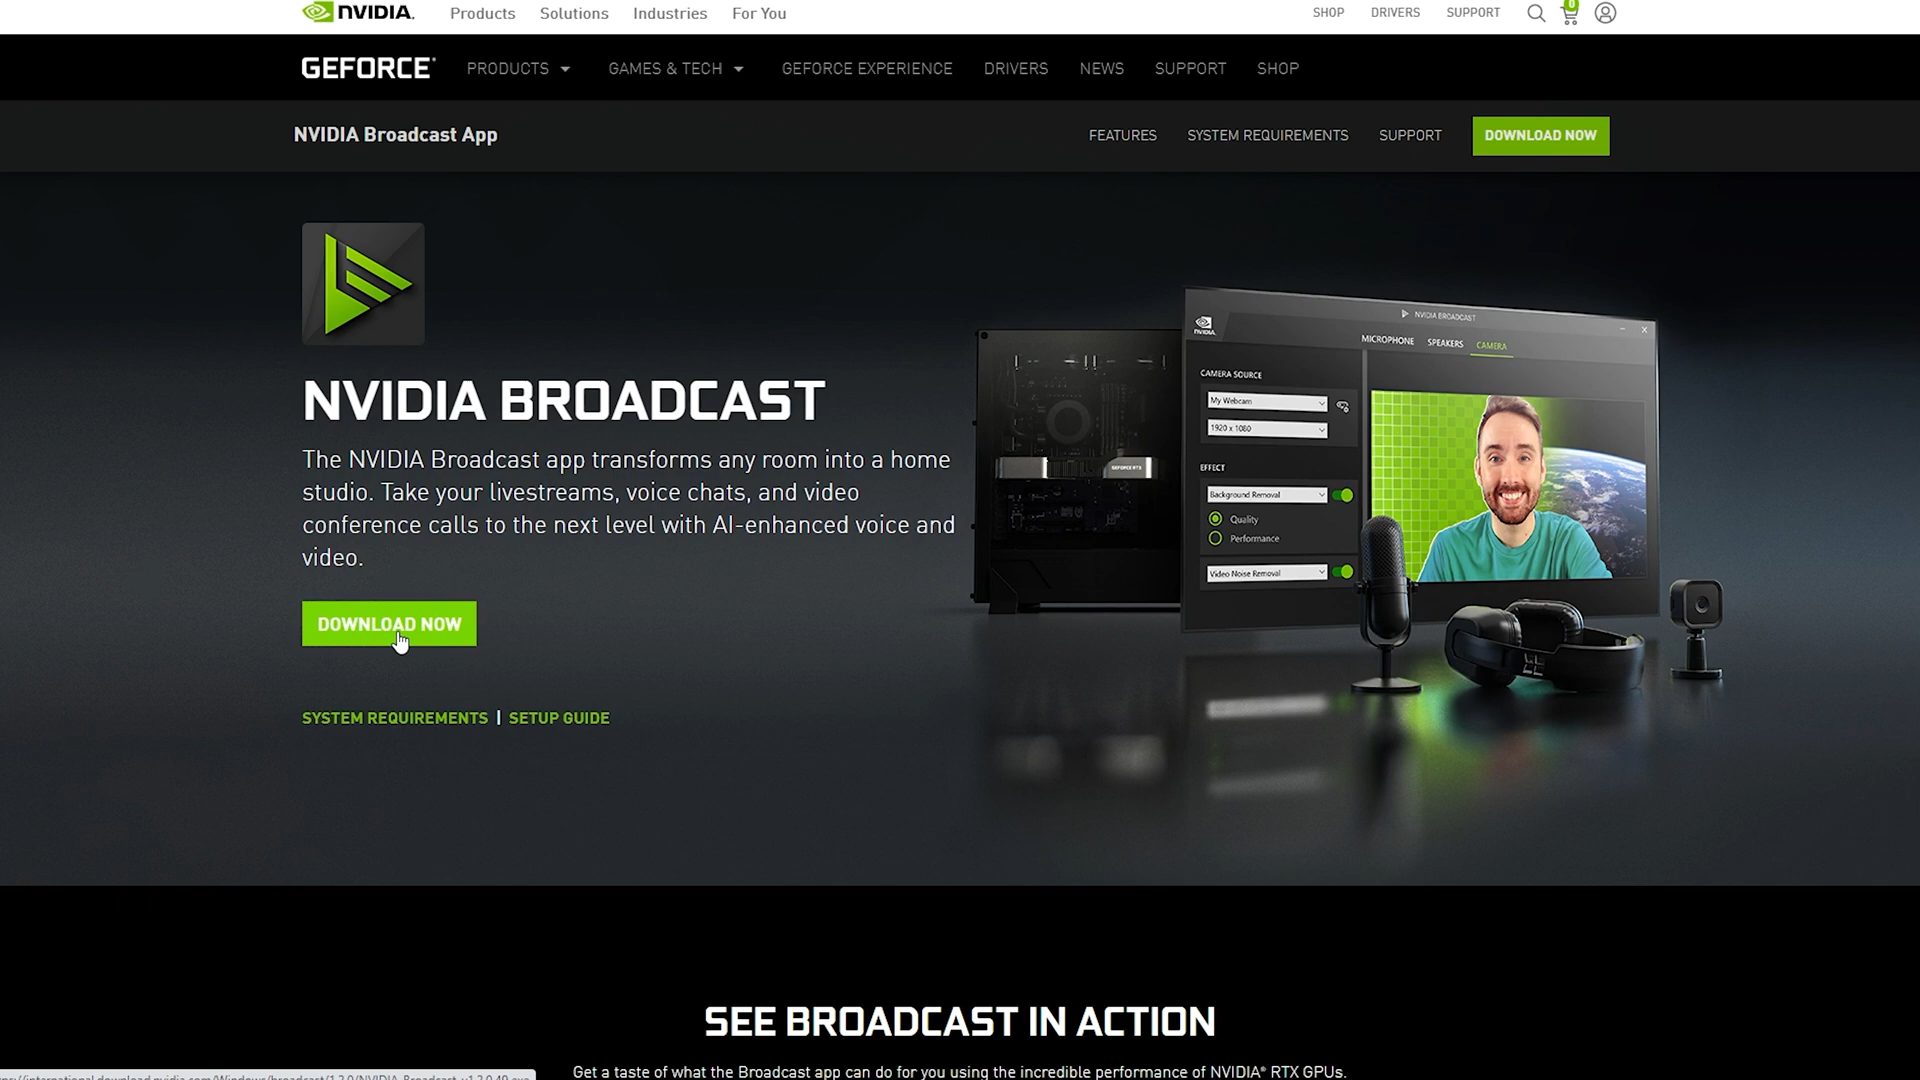 NVIDIA.
Products Solutions Industries For You
SHOP DRIVERS SUPPORT
0
GEFORCE
PRODUCTS GAMES & TECH GEFORCE EXPERIENCE DRIVERS NEWS SUPPORT SHOP
NVIDIA Broadcast App
FEATURES SYSTEM REQUIREMENTS SUPPORT DOWNLOAD NOW
NVIDIA BROADCAST
The NVIDIA Broadcast app transforms any room into a home
studio. Take your livestreams, voice chats, and video
conference calls to the next level with AI-enhanced voice and
video.
DOWNLOAD NOW
SYSTEM REQUIREMENTS | SETUP GUIDE
NVIDIA BROADCAST
NVIDIA.
MICROPHONE SPEAKERS CAMERA
CAMERA SOURCE
My Webcam
1920 x 1080
EFFECT
Background Removal
Quality
Performance
Video Noise Removal
GEFORCE RTX
SEE BROADCAST IN ACTION
Get a taste of what the Broadcast app can do for you using the incredible performance of NVIDIA® RTX GPUs.